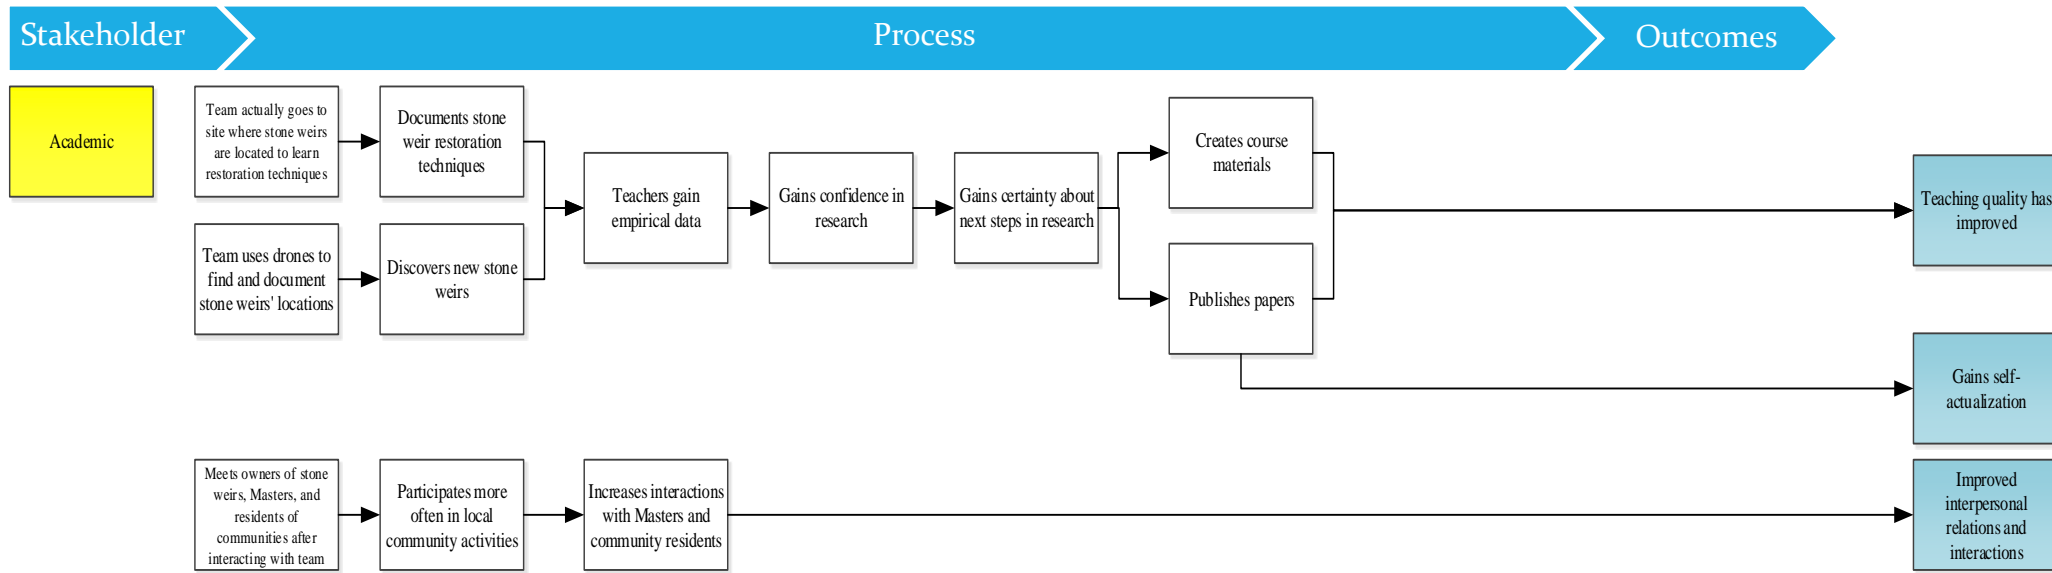 Stakeholder
Process
Outcomes
Academic
Team actually goes to
site where stone weirs
are located to learn
restoration techniques
Documents stone
weir restoration
techniques
Team uses drones to
find and document
stone weirs' locations
Discovers new stone
weirs
Teachers gain
empirical data
Gains confidence in
research
Gains certainty about
next steps in research
Creates course
materials
Publishes papers
Teaching quality has
improved
Gains self-
actualization
Meets owners of stone
weirs, Masters, and
residents of
communities after
interacting with team
Participates more
often in local
community activities
Increases interactions
with Masters and
community residents
Improved
interpersonal
relations and
interactions